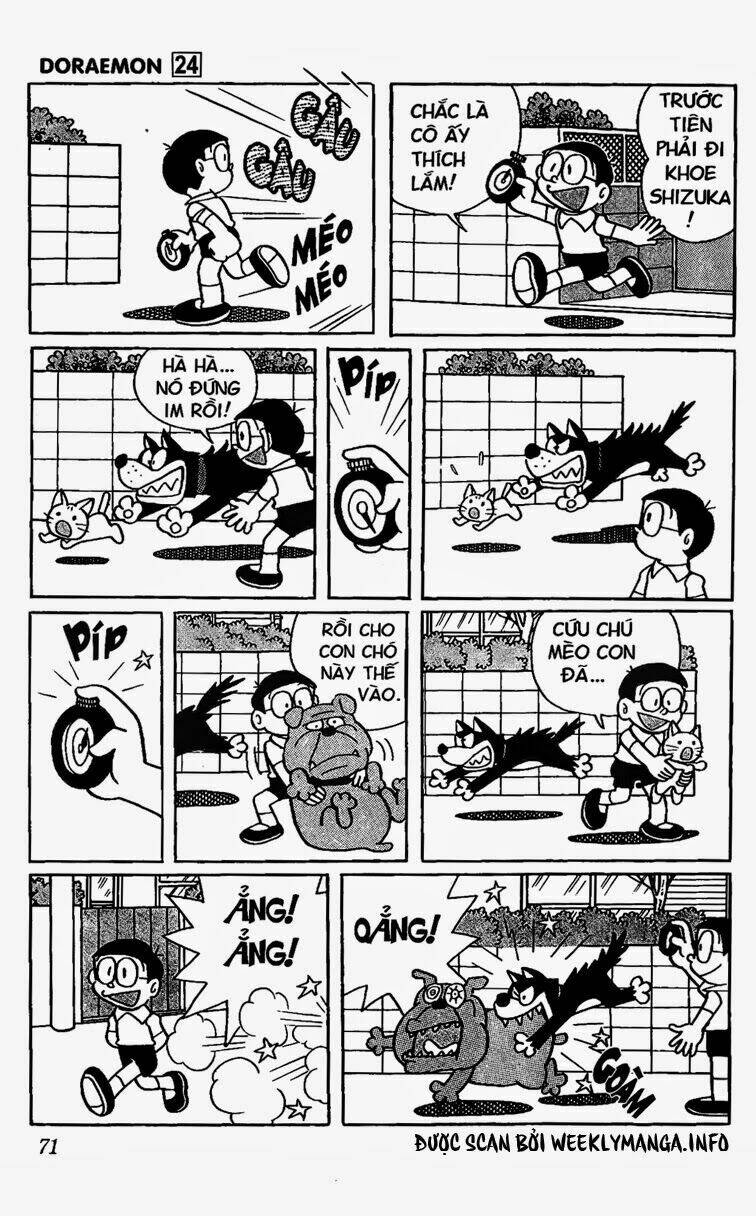 DORAEMON 24
TRƯỚC
TIÊN
PHẢI ĐI
KHOE
SHIZUKA
!
CHẮC LÀ
CÔ ẤY
THÍCH
LẮM!
GÂU
GÂU
MÉO
MÉO
PÍP
HÀ HÀ...
NÓ ĐỨNG
IM RỒI!
CỨU CHÚ
MÈO CON
ĐÃ...
RỒI CHO
CON CHÓ
NÀY THẾ
VÀO.
PÍP
GOÀM
QẲNG!
ẲNG!
ẲNG!
71
ĐƯỢC SCAN BỞI WEEKLYMANGA.INFO